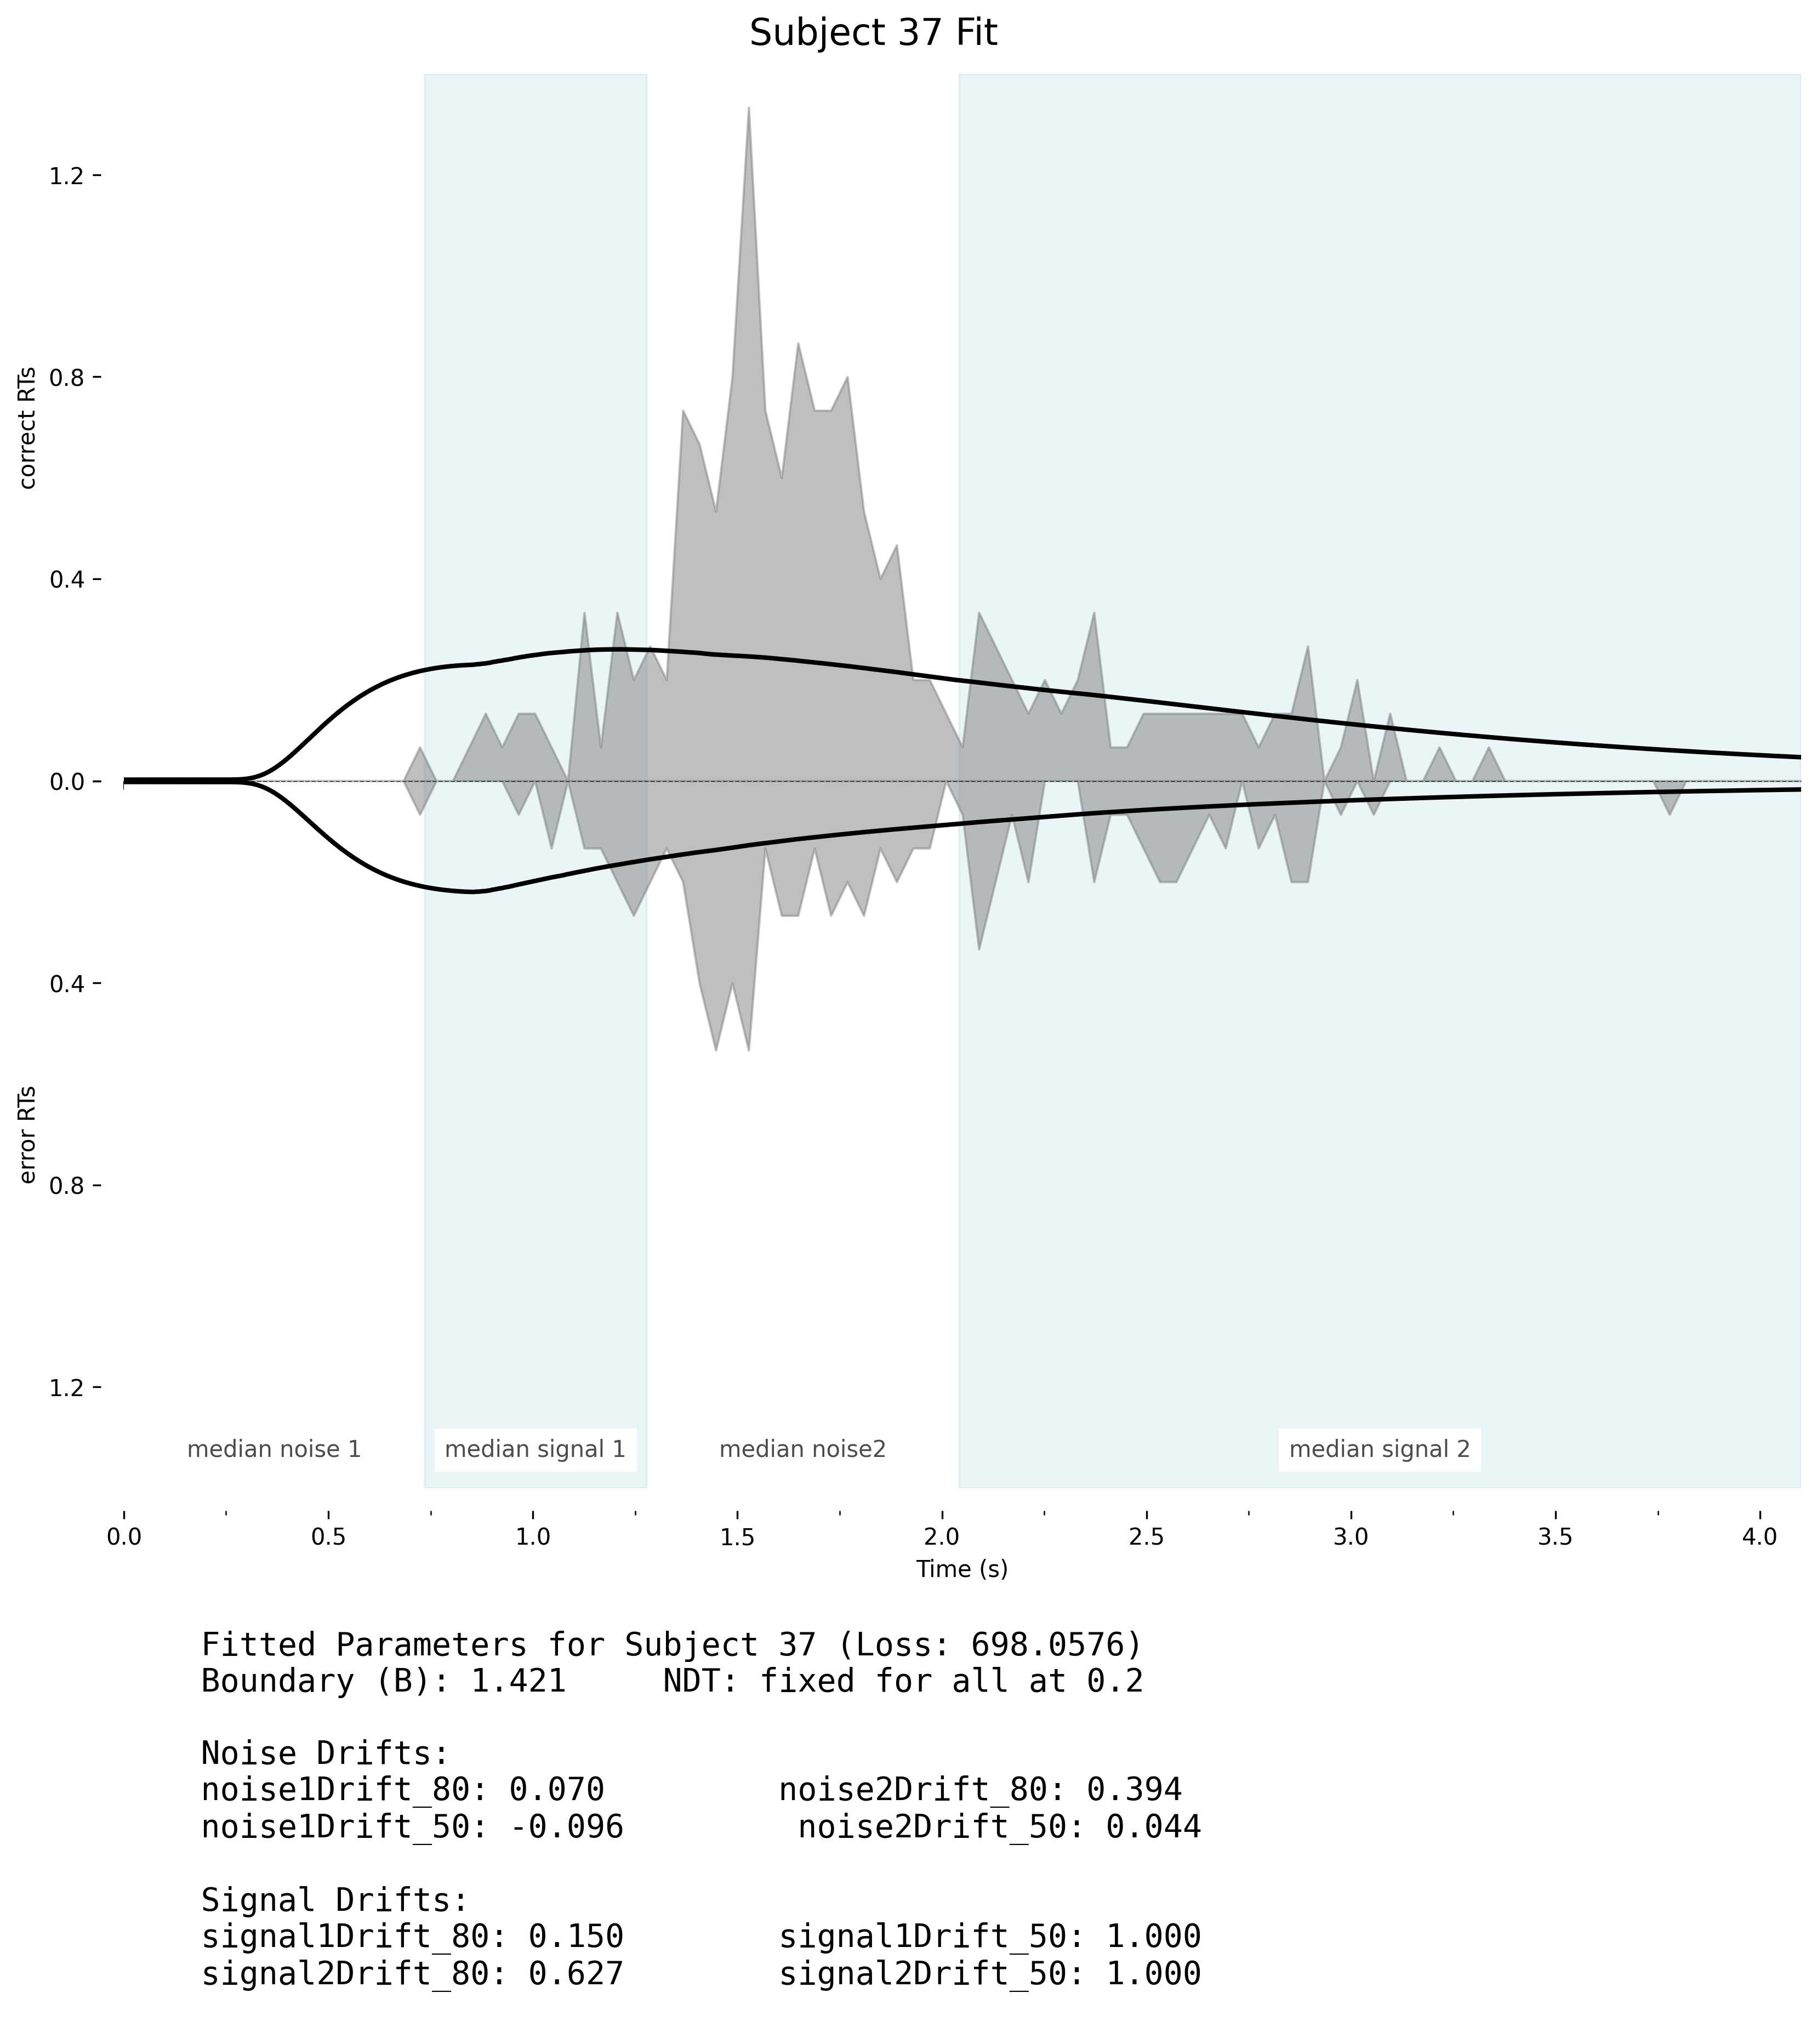 Subject 37 Fit
correct RTs
error RTs
1.2
0.8
0.4
0.0
0.4
0.8
1.2
median noise 1
median signal 1
median noise2
median signal 2
0.0 0.5 1.0 1.5 2.0 2.5 3.0 3.5 4.0
Time (s)
Fitted Parameters for Subject 37 (Loss: 698.0576)
Boundary (B): 1.421 NDT: fixed for all at 0.2
Noise Drifts:
noise1Drift_80: 0.070 noise2Drift_80: 0.394
noise1Drift_50: -0.096 noise2Drift_50: 0.044
Signal Drifts:
signal1Drift_80: 0.150 signal1Drift_50: 1.000
signal2Drift_80: 0.627 signal2Drift_50: 1.000